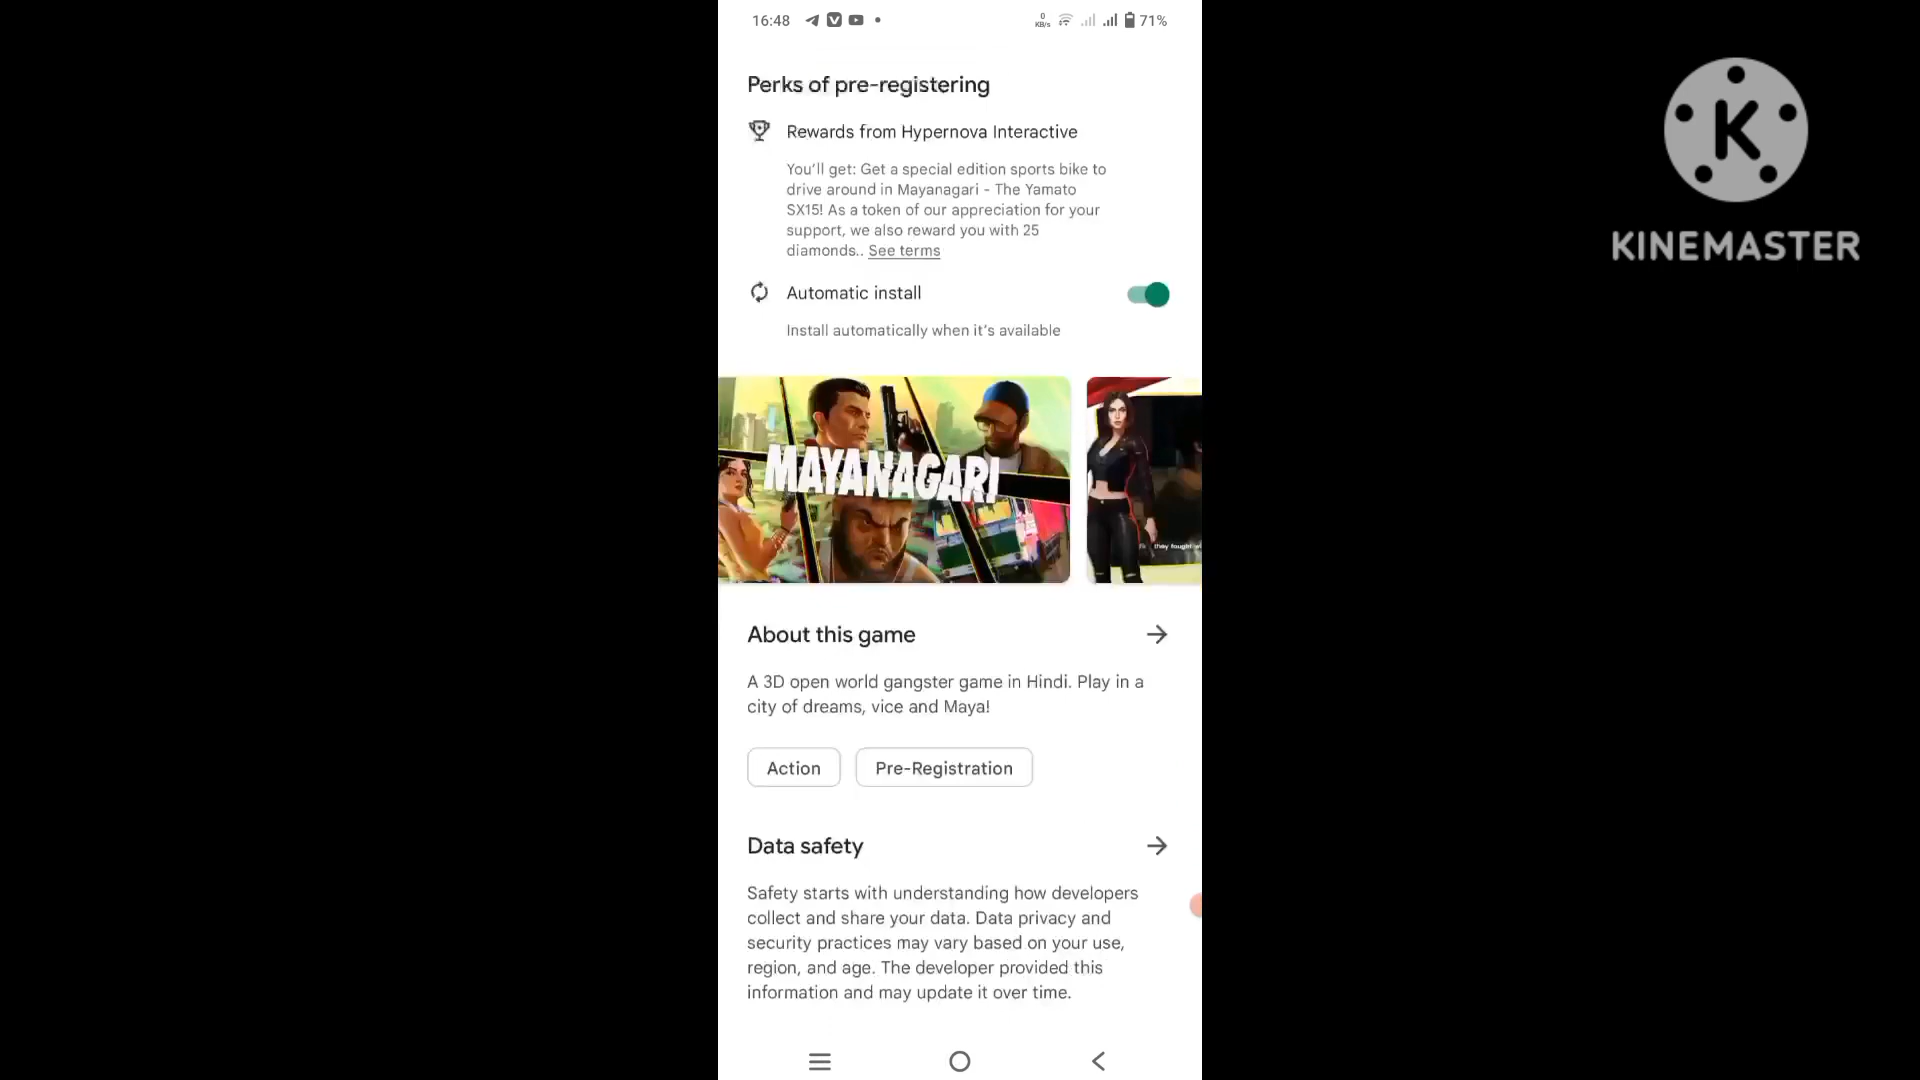 16:48
0
KB/s
71%
Perks of pre-registering
Rewards from Hypernova Interactive
You'll get: Get a special edition sports bike to
drive around in Mayanagari - The Yamato
SX15! As a token of our appreciation for your
support, we also reward you with 25
diamonds.. See terms
Automatic install
Install automatically when it's available
MAYANAGARI
they fought
About this game
A 3D open world gangster game in Hindi. Play in a
city of dreams, vice and Maya!
Action
Pre-Registration
Data safety
Safety starts with understanding how developers
collect and share your data. Data privacy and
security practices may vary based on your use,
region, and age. The developer provided this
information and may update it over time.
K
KINEMASTER